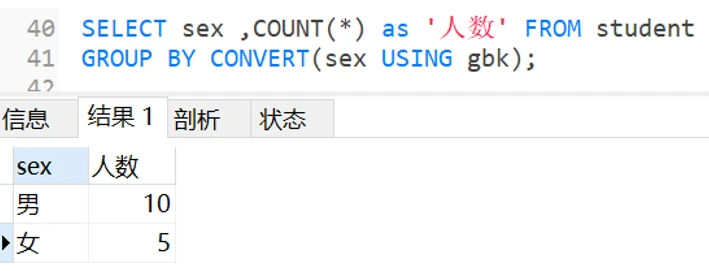 40 SELECT sex ,COUNT(*) as '人数' FROM student
41 GROUP BY CONVERT(sex USING gbk);
42
信息 结果 1 剖析 状态
sex 人数
男 10
女 5